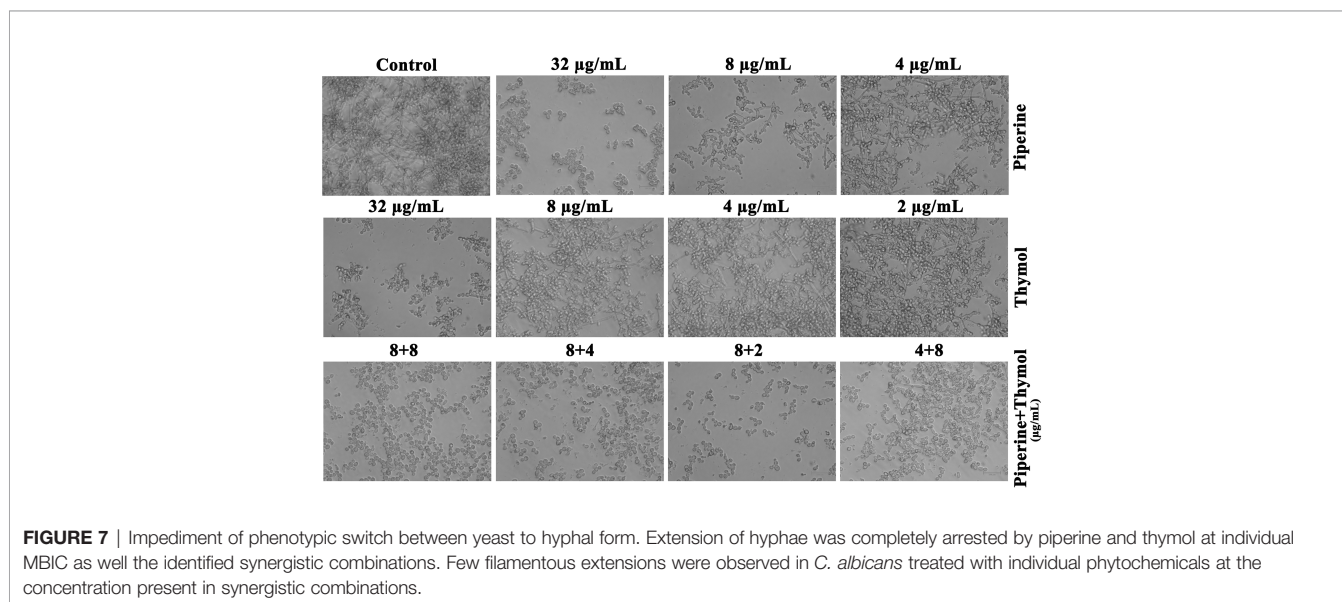 Control 32 µg/mL 8 µg/mL 4 µg/mL
Piperine
32 µg/mL 8 µg/mL 4 µg/mL 2 µg/mL
Thymol
8+8 8+4 8+2 4+8
Piperine+Thymol
(µg/mL)
FIGURE 7 | Impediment of phenotypic switch between yeast to hyphal form. Extension of hyphae was completely arrested by piperine and thymol at individual
MBIC as well the identified synergistic combinations. Few filamentous extensions were observed in C. albicans treated with individual phytochemicals at the
concentration present in synergistic combinations.